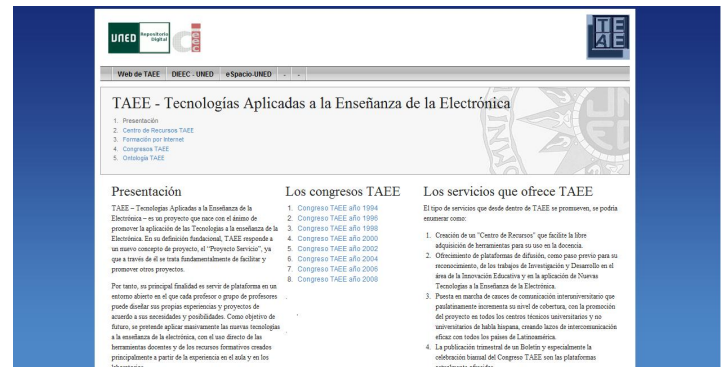 UNED
Repositorio
Digital
TAEE
Web de TAEE DIEEC - UNED eSpacio-UNED - -
TAEE - Tecnologías Aplicadas a la Enseñanza de la Electrónica
1. Presentación
2. Centro de Recursos TAEE
3. Formación por Internet
4. Congresos TAEE
5. Ontología TAEE
Presentación
TAEE – Tecnologías Aplicadas a la Enseñanza de la
Electrónica – es un proyecto que nace con el ánimo de
promover la aplicación de las Tecnologías a la enseñanza de la
Electrónica. En su definición fundacional, TAEE responde a
un nuevo concepto de proyecto, el "Proyecto Servicio", ya
que a través de él se trata fundamentalmente de facilitar y
promover otros proyectos.
Por tanto, su principal finalidad es servir de plataforma en un
entorno abierto en el que cada profesor o grupo de profesores
puede diseñar sus propias experiencias y proyectos de
acuerdo a sus necesidades y posibilidades. Como objetivo de
futuro, se pretende aplicar masivamente las nuevas tecnologías
a la enseñanza de la electrónica, con el uso directo de las
herramientas docentes y de los recursos formativos creados
principalmente a partir de la experiencia en el aula y en los
Los congresos TAEE
1. Congreso TAEE año 1994
2. Congreso TAEE año 1996
3. Congreso TAEE año 1998
4. Congreso TAEE año 2000
5. Congreso TAEE año 2002
6. Congreso TAEE año 2004
7. Congreso TAEE año 2006
8. Congreso TAEE año 2008
Los servicios que ofrece TAEE
El tipo de servicios que desde dentro de TAEE se promueven, se podría
enumerar como:
1. Creación de un "Centro de Recursos" que facilite la libre
adquisición de herramientas para su uso en la docencia.
2. Ofrecimiento de plataformas de difusión, como paso previo para su
reconocimiento, de los trabajos de Investigación y Desarrollo en el
área de la Innovación Educativa y en la aplicación de Nuevas
Tecnologías a la Enseñanza de la Electrónica.
3. Puesta en marcha de cauces de comunicación interuniversitario que
paulatinamente incrementa su nivel de cobertura, con la promoción
del proyecto en todos los centros técnicos universitarios y no
universitarios de habla hispana, creando lazos de intercomunicación
eficaz con todos los países de Latinoamérica.
4. La publicación trimestral de un Boletín y especialmente la
celebración bianual del Congreso TAEE son las plataformas